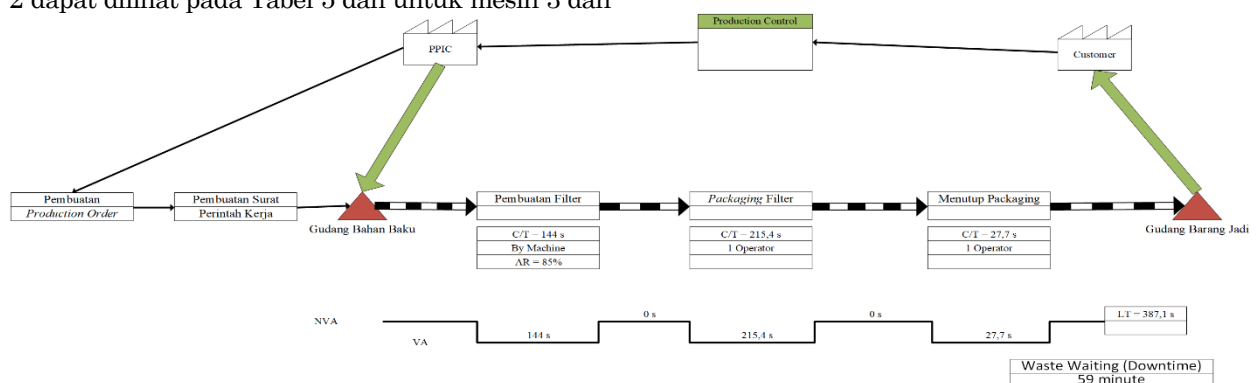 2 dapat dilihat pada Tabel 5 dan untuk mesin 3 dan
Production Control
PPIC
Customer
Pembuatan
Production Order
Pembuatan Surat
Perintah Kerja
Gudang Bahan Baku
Pembuatan Filter
C/T = 144 s
By Machine
AR = 85%
Packaging Filter
C/T = 215,4 s
1 Operator
Menutup Packaging
C/T = 27,7 s
1 Operator
Gudang Barang Jadi
NVA
VA
144 s
0 s
215,4 s
0 s
27,7 s
LT = 387,1 s
Waste Waiting (Downtime)
59 minute